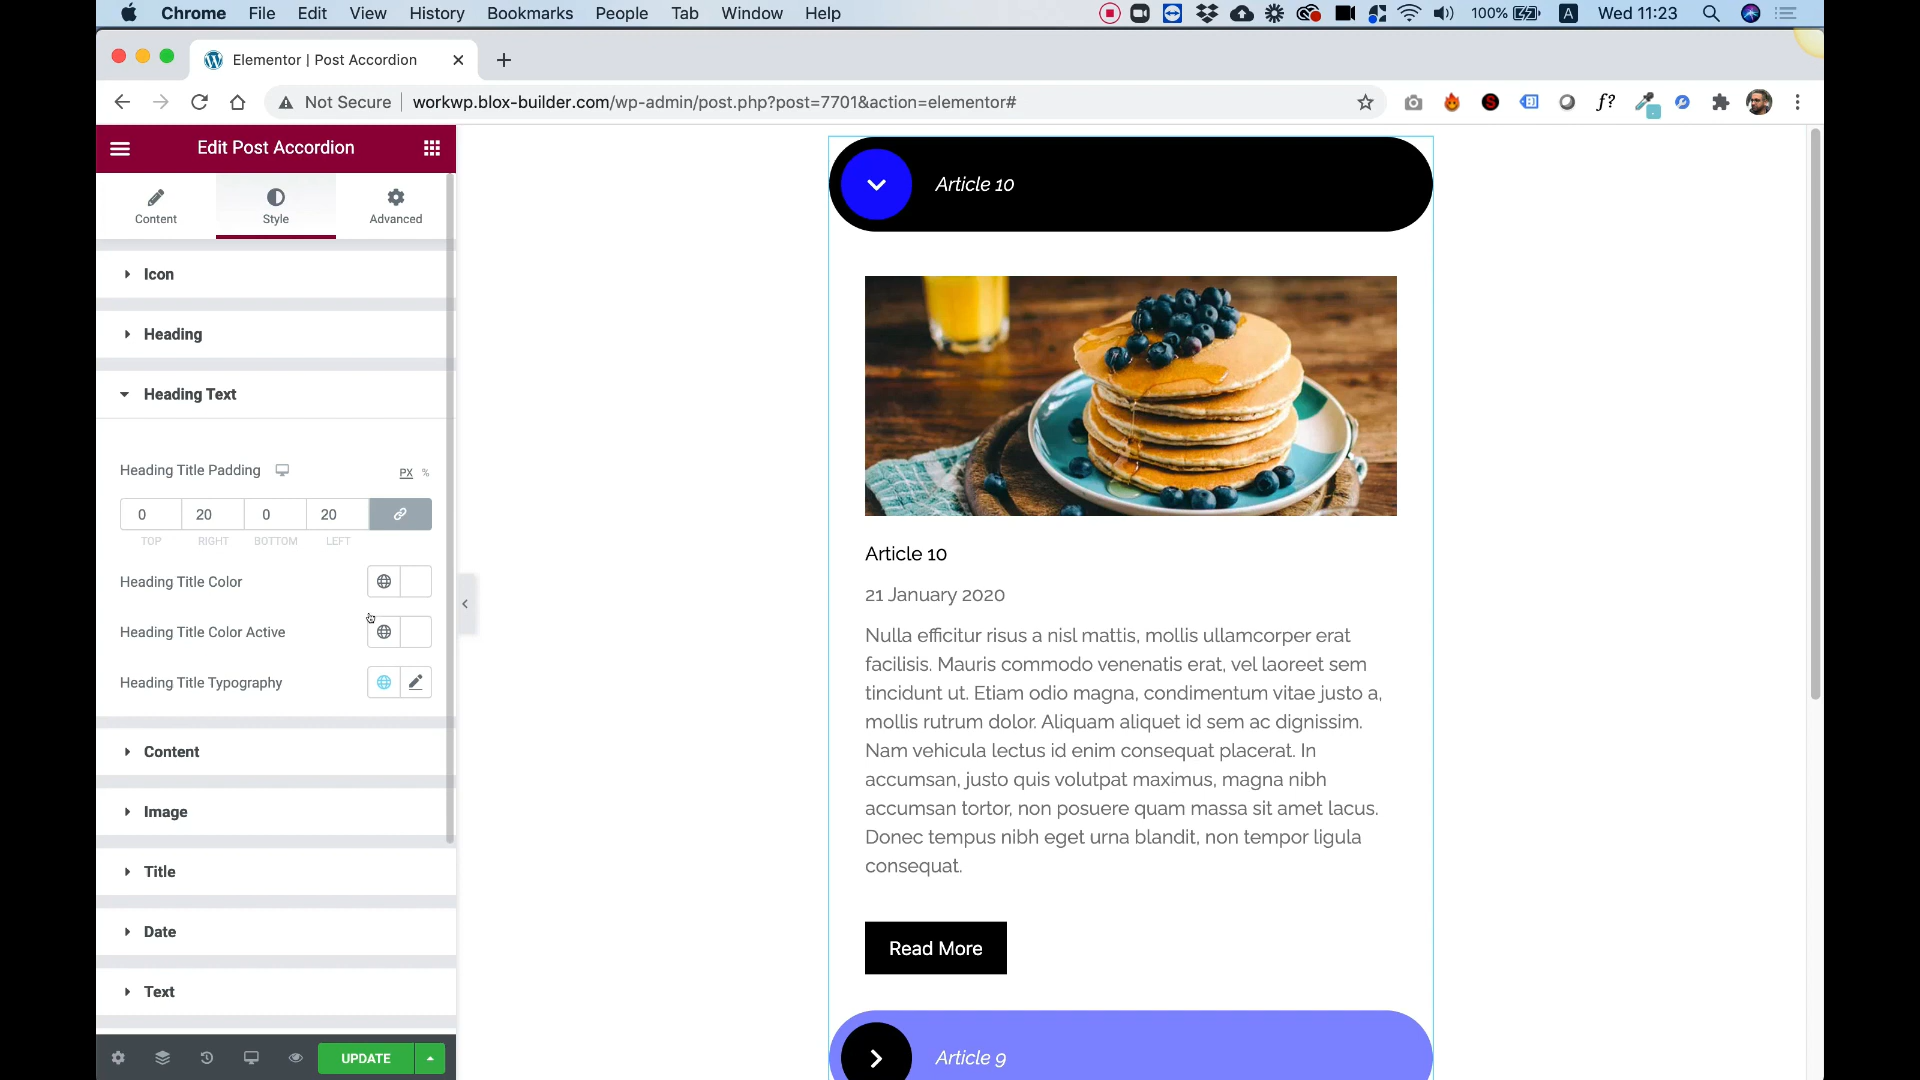 Chrome File Edit View History Bookmarks People Tab Window Help 100% A Wed 11:23
Elementor | Post Accordion
Not Secure workwp.blox-builder.com/wp-admin/post.php?post=7701&action=elementor# S f?
Edit Post Accordion
Content Style Advanced
Icon
Heading
Heading Text
Heading Title Padding PX %
0 20 0 20
TOP RIGHT BOTTOM LEFT
Heading Title Color
Heading Title Color Active
Heading Title Typography
Content
Image
Title
Date
Text
UPDATE
Article 10
Article 10
21 January 2020
Nulla efficitur risus a nisl mattis, mollis ullamcorper erat
facilisis. Mauris commodo venenatis erat, vel laoreet sem
tincidunt ut. Etiam odio magna, condimentum vitae justo a,
mollis rutrum dolor. Aliquam aliquet id sem ac dignissim.
Nam vehicula lectus id enim consequat placerat. In
accumsan, justo quis volutpat maximus, magna nibh
accumsan tortor, non posuere quam massa sit amet lacus.
Donec tempus nibh eget urna blandit, non tempor ligula
consequat.
Read More
Article 9